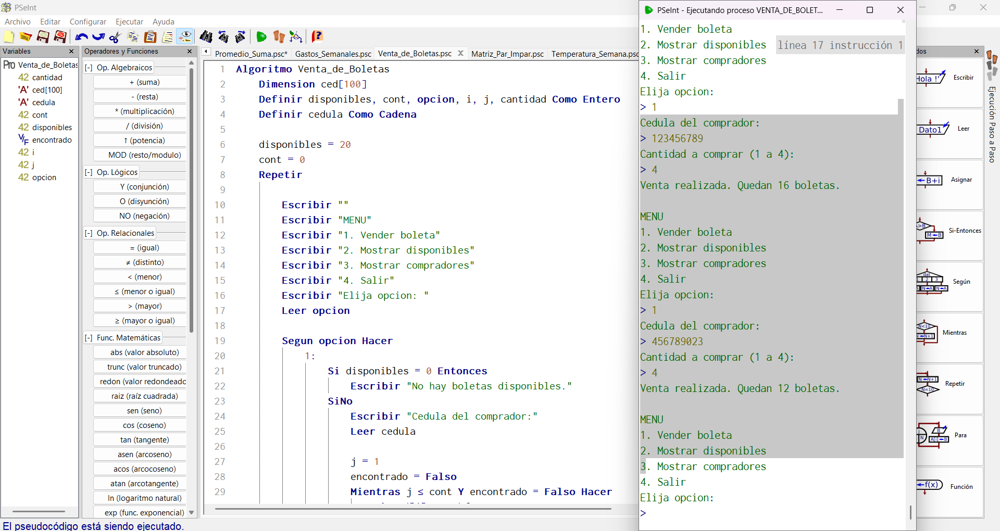 PSeInt
Archivo Editar Configurar Ejecutar Ayuda
Variables
Pro Venta_de_Boletas
42 cantidad
'A' ced[100]
'A' cedula
42 cont
42 disponibles
V/F encontrado
42 i
42 j
42 opcion
Operadores y Funciones
[-] Op. Algebraicos
+ (suma)
- (resta)
* (multiplicación)
/ (división)
↑ (potencia)
MOD (resto/modulo)
[-] Op. Lógicos
Y (conjunción)
O (disyunción)
NO (negación)
[-] Op. Relacionales
= (igual)
≠ (distinto)
< (menor)
≤ (menor o igual)
> (mayor)
≥ (mayor o igual)
[-] Func. Matemáticas
abs (valor absoluto)
trunc (valor truncado)
redon (valor redondeado
raiz (raíz cuadrada)
sen (seno)
cos (coseno)
tan (tangente)
asen (arcoseno)
acos (arcocoseno)
atan (arcotangente)
ln (logaritmo natural)
exp (func. exponencial)
Promedio_Suma.psc* Gastos_Semanales.psc Venta_de_Boletas.psc Matriz_Par_Impar.psc Temperatura_Semana.psc
1 Algoritmo Venta_de_Boletas
2 Dimension ced[100]
3 Definir disponibles, cont, opcion, i, j, cantidad Como Entero
4 Definir cedula Como Cadena
5
6 disponibles = 20
7 cont = 0
8 Repetir
9
10 Escribir ""
11 Escribir "MENU"
12 Escribir "1. Vender boleta"
13 Escribir "2. Mostrar disponibles"
14 Escribir "3. Mostrar compradores"
15 Escribir "4. Salir"
16 Escribir "Elija opcion: "
17 Leer opcion
18
19 Segun opcion Hacer
20 1:
21 Si disponibles = 0 Entonces
22 Escribir "No hay boletas disponibles."
23 SiNo
24 Escribir "Cedula del comprador:"
25 Leer cedula
26
27 j = 1
28 encontrado = Falso
29 Mientras j ≤ cont Y encontrado = Falso Hacer
PSeInt - Ejecutando proceso VENTA_DE_BOLET...
1. Vender boleta
2. Mostrar disponibles
línea 17 instrucción 1
3. Mostrar compradores
4. Salir
Elija opcion:
> 1
Cedula del comprador:
> 123456789
Cantidad a comprar (1 a 4):
> 4
Venta realizada. Quedan 16 boletas.
MENU
1. Vender boleta
2. Mostrar disponibles
3. Mostrar compradores
4. Salir
Elija opcion:
> 1
Cedula del comprador:
> 456789023
Cantidad a comprar (1 a 4):
> 4
Venta realizada. Quedan 12 boletas.
MENU
1. Vender boleta
2. Mostrar disponibles
3. Mostrar compradores
4. Salir
Elija opcion:
>
dos
Hola !' Escribir
Dato1 Leer
B+i Asignar
Si-Entonces
Según
Mientras
Repetir
Para
f(x) Función
Ejecución Paso a Paso
El pseudocódigo está siendo ejecutado.